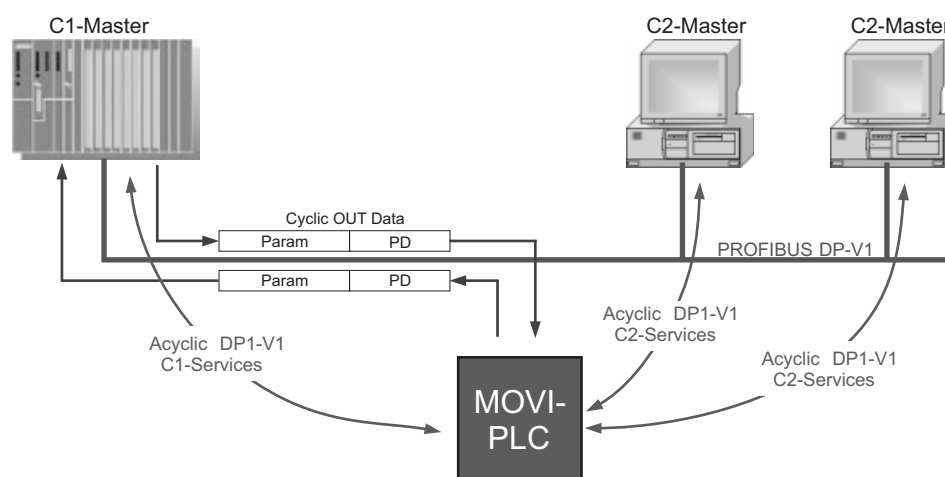 C1-Master
C2-Master
C2-Master
Cyclic OUT Data
Param PD
PROFIBUS DP-V1
Param PD
Acyclic DP1-V1
C1-Services
Acyclic DP1-V1
C2-Services
Acyclic DP1-V1
C2-Services
MOVI-
PLC